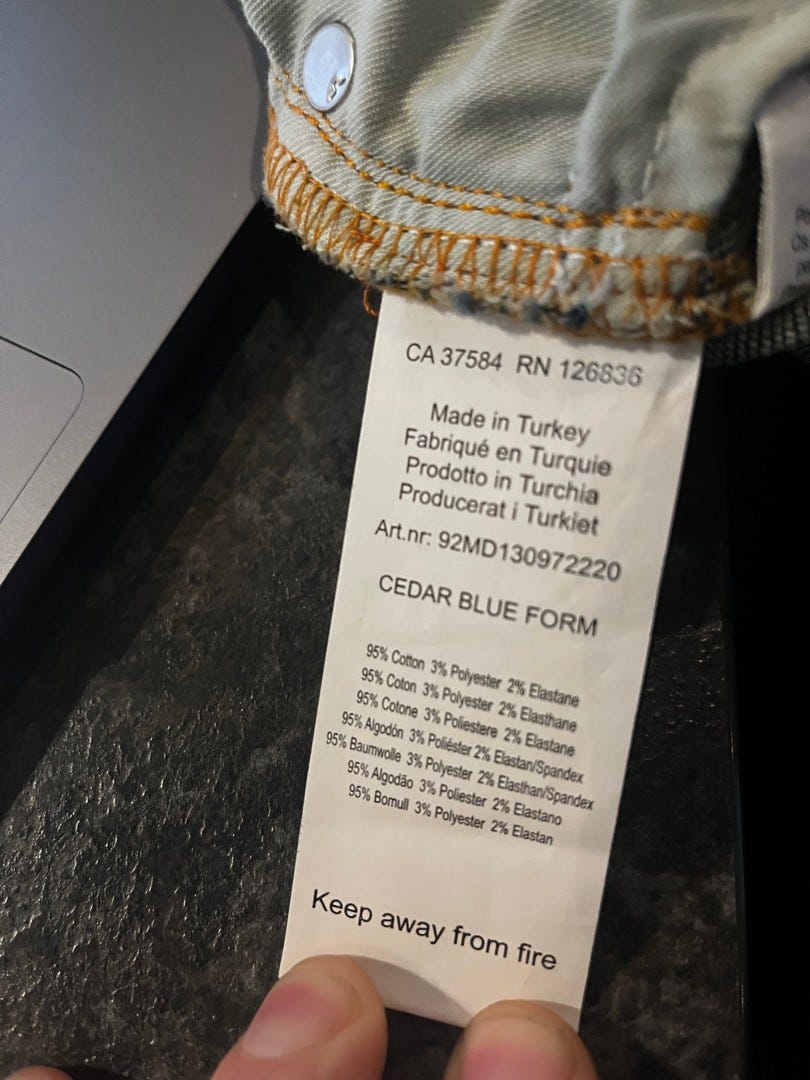 CA 37584 RN 126836
Made in Turkey
Fabriqué en Turquie
Prodotto in Turchia
Producerat i Turkiet
Art.nr: 92MD130972220
CEDAR BLUE FORM
95% Cotton 3% Polyester 2% Elastane
95% Coton 3% Polyester 2% Elasthane
95% Cotone 3% Poliestere 2% Elastane
95% Algodón 3% Poliéster 2% Elastan/Spandex
95% Baumwolle 3% Polyester 2% Elasthan/Spandex
95% Algodão 3% Poliester 2% Elastano
95% Bomull 3% Polyester 2% Elastan
Keep away from fire